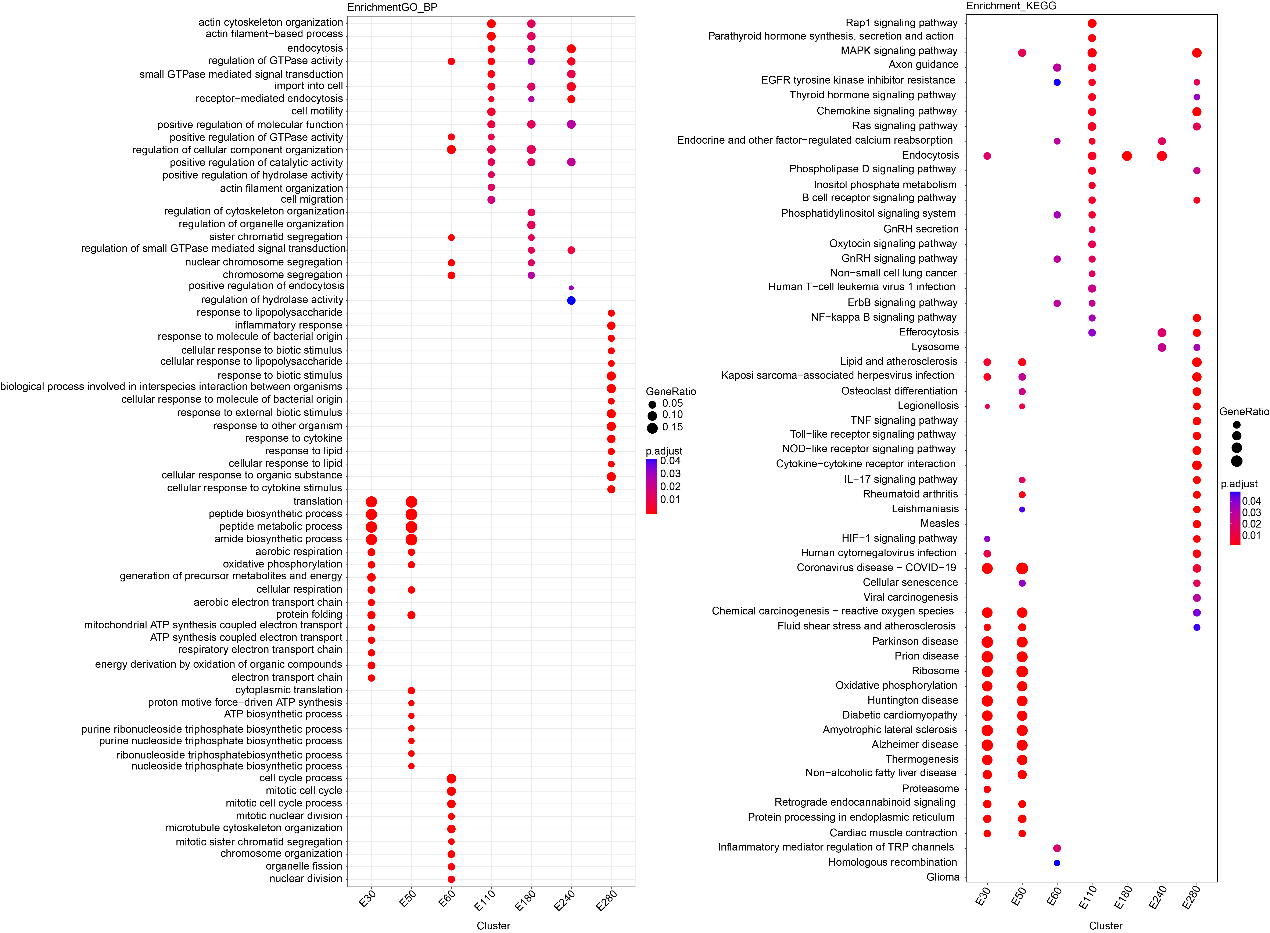 EnrichmentGO_BP
actin cytoskeleton organization
actin filament-based process
endocytosis
regulation of GTPase activity
small GTPase mediated signal transduction
import into cell
receptor-mediated endocytosis
cell motility
positive regulation of molecular function
positive regulation of GTPase activity
regulation of cellular component organization
positive regulation of catalytic activity
positive regulation of hydrolase activity
actin filament organization
cell migration
regulation of cytoskeleton organization
regulation of organelle organization
sister chromatid segregation
regulation of small GTPase mediated signal transduction
nuclear chromosome segregation
chromosome segregation
positive regulation of endocytosis
regulation of hydrolase activity
response to lipopolysaccharide
inflammatory response
response to molecule of bacterial origin
cellular response to biotic stimulus
cellular response to lipopolysaccharide
response to biotic stimulus
biological process involved in interspecies interaction between organisms
cellular response to molecule of bacterial origin
response to external biotic stimulus
response to other organism
response to cytokine
response to lipid
cellular response to lipid
cellular response to organic substance
cellular response to cytokine stimulus
translation
peptide biosynthetic process
peptide metabolic process
amide biosynthetic process
aerobic respiration
oxidative phosphorylation
generation of precursor metabolites and energy
cellular respiration
aerobic electron transport chain
protein folding
mitochondrial ATP synthesis coupled electron transport
ATP synthesis coupled electron transport
respiratory electron transport chain
energy derivation by oxidation of organic compounds
electron transport chain
cytoplasmic translation
proton motive force−driven ATP synthesis
ATP biosynthetic process
purine ribonucleoside triphosphate biosynthetic process
purine nucleoside triphosphate biosynthetic process
ribonucleoside triphosphatebiosynthetic process
nucleoside triphosphate biosynthetic process
cell cycle process
mitotic cell cycle
mitotic cell cycle process
mitotic nuclear division
microtubule cytoskeleton organization
mitotic sister chromatid segregation
chromosome organization
organelle fission
nuclear division
E30 E50 E60 E110 E180 E240 E280
Cluster
GeneRatio
0.05
0.10
0.15
p.adjust
0.04
0.03
0.02
0.01
Enrichment_KEGG
Rap1 signaling pathway
Parathyroid hormone synthesis, secretion and action
MAPK signaling pathway
Axon guidance
EGFR tyrosine kinase inhibitor resistance
Thyroid hormone signaling pathway
Chemokine signaling pathway
Ras signaling pathway
Endocrine and other factor−regulated calcium reabsorption
Endocytosis
Phospholipase D signaling pathway
Inositol phosphate metabolism
B cell receptor signaling pathway
Phosphatidylinositol signaling system
GnRH secretion
Oxytocin signaling pathway
GnRH signaling pathway
Non−small cell lung cancer
Human T−cell leukemia virus 1 infection
ErbB signaling pathway
NF−kappa B signaling pathway
Efferocytosis
Lysosome
Lipid and atherosclerosis
Kaposi sarcoma−associated herpesvirus infection
Osteoclast differentiation
Legionellosis
TNF signaling pathway
Toll−like receptor signaling pathway
NOD−like receptor signaling pathway
Cytokine−cytokine receptor interaction
IL−17 signaling pathway
Rheumatoid arthritis
Leishmaniasis
Measles
HIF−1 signaling pathway
Human cytomegalovirus infection
Coronavirus disease − COVID−19
Cellular senescence
Viral carcinogenesis
Chemical carcinogenesis − reactive oxygen species
Fluid shear stress and atherosclerosis
Parkinson disease
Prion disease
Ribosome
Oxidative phosphorylation
Huntington disease
Diabetic cardiomyopathy
Amyotrophic lateral sclerosis
Alzheimer disease
Thermogenesis
Non−alcoholic fatty liver disease
Proteasome
Retrograde endocannabinoid signaling
Protein processing in endoplasmic reticulum
Cardiac muscle contraction
Inflammatory mediator regulation of TRP channels
Homologous recombination
Glioma
E30 E50 E60 E110 E180 E240 E280
Cluster
GeneRatio
p.adjust
0.04
0.03
0.02
0.01